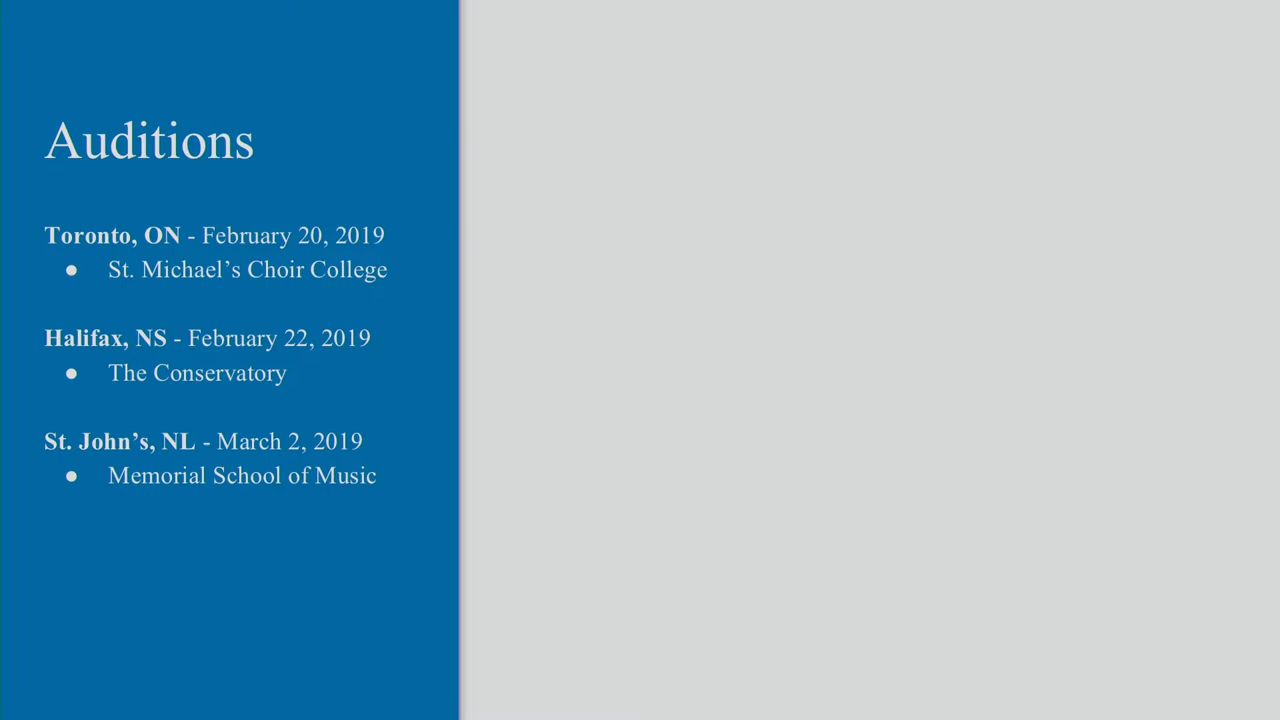 Auditions
Toronto, ON - February 20, 2019
● St. Michael’s Choir College
Halifax, NS - February 22, 2019
● The Conservatory
St. John’s, NL - March 2, 2019
● Memorial School of Music